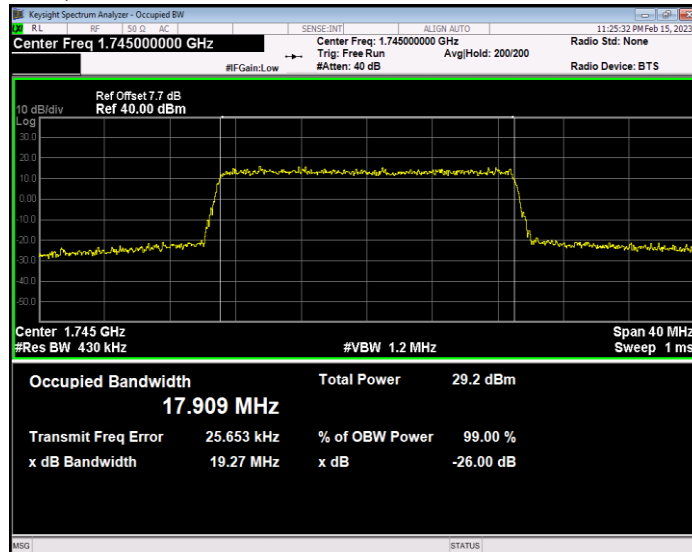 Keysight Spectrum Analyzer - Occupied BW
RL RF 50 Ω AC SENSE:INT ALIGN AUTO 11:25:32 PM Feb 15, 2023
Center Freq 1.745000000 GHz Center Freq: 1.745000000 GHz Radio Std: None
Trig: Free Run Avg|Hold: 200/200
#IFGain:Low #Atten: 40 dB Radio Device: BTS
Ref Offset 7.7 dB
10 dB/div Ref 40.00 dBm
Log
30.0
20.0
10.0
0.00
-10.0
-20.0
-30.0
-40.0
-50.0
Center 1.745 GHz Span 40 MHz
#Res BW 430 kHz #VBW 1.2 MHz Sweep 1 ms
Occupied Bandwidth Total Power 29.2 dBm
17.909 MHz
Transmit Freq Error 25.653 kHz % of OBW Power 99.00 %
x dB Bandwidth 19.27 MHz x dB -26.00 dB
MSG STATUS